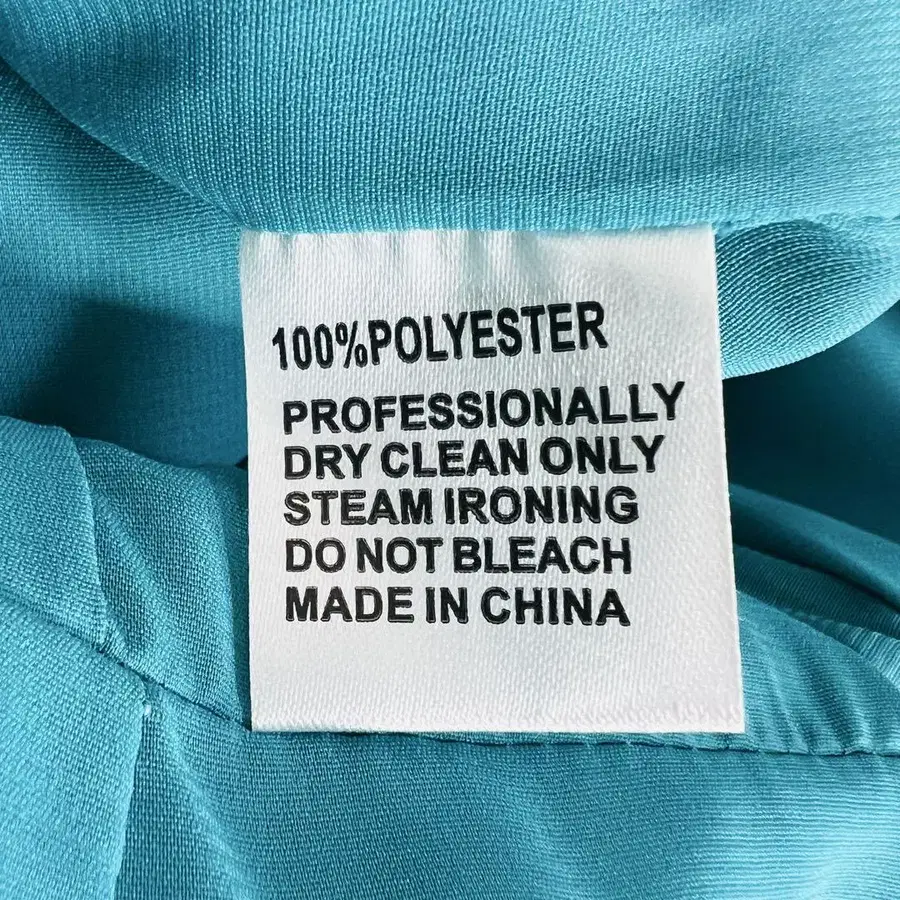 100%POLYESTER
PROFESSIONALLY
DRY CLEAN ONLY
STEAM IRONING
DO NOT BLEACH
MADE IN CHINA